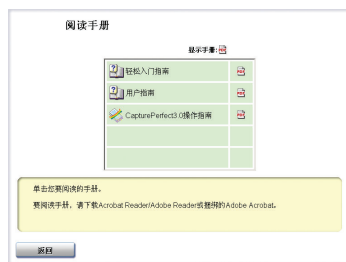 阅读手册
显示手册:
轻松入门指南
用户指南
CapturePerfect3.0操作指南
单击您要阅读的手册。
要阅读手册，请下载Acrobat Reader/Adobe Reader或捆绑的Adobe Acrobat。
返回